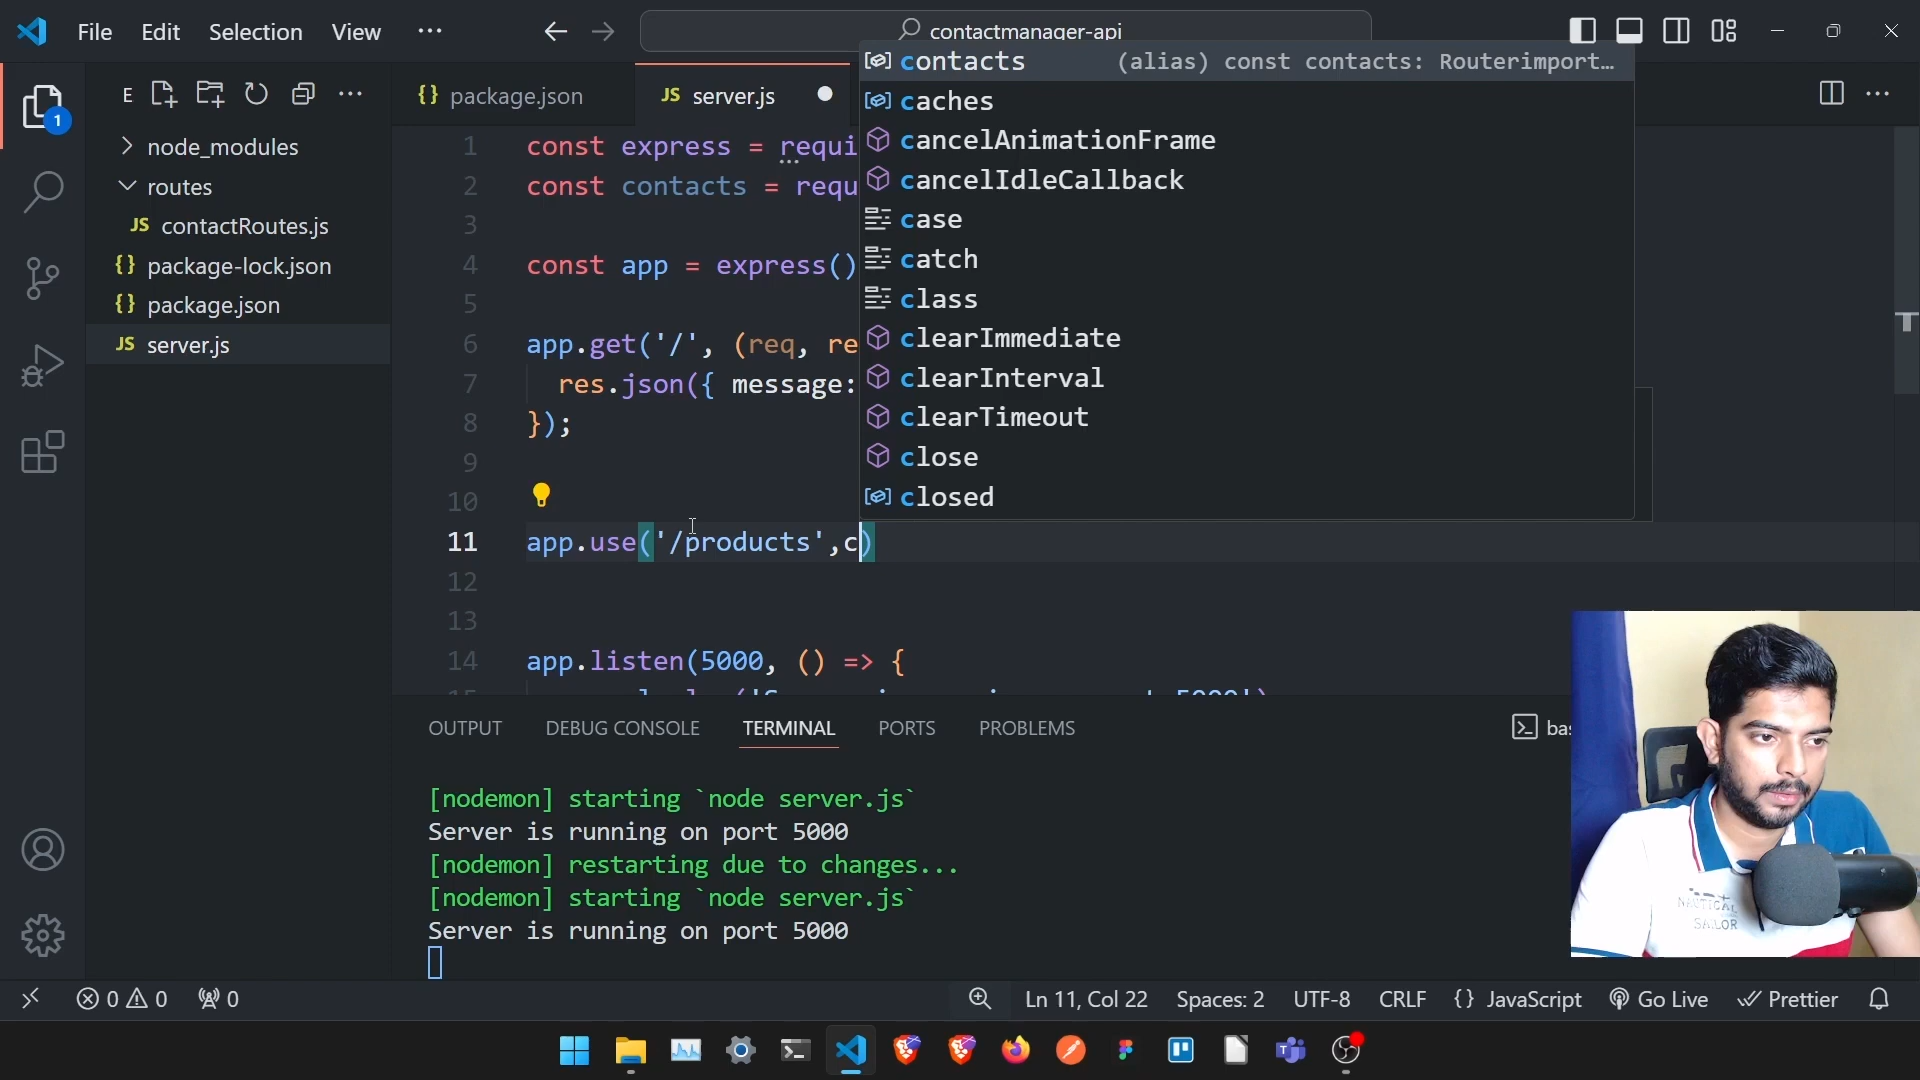 File Edit Selection View ...
contactmanager-api
E
package.json
server.js
node_modules
routes
contactRoutes.js
package-lock.json
package.json
server.js
1 const express = requi
2 const contacts = requ
3
4 const app = express()
5
6 app.get('/', (req, re
7 res.json({ message:
8 });
9
10
11 app.use('/products',c)
12
13
14 app.listen(5000, () => {
contacts (alias) const contacts: Routerimport…
caches
cancelAnimationFrame
cancelIdleCallback
case
catch
class
clearImmediate
clearInterval
clearTimeout
close
closed
OUTPUT DEBUG CONSOLE TERMINAL PORTS PROBLEMS
bas
[nodemon] starting `node server.js`
Server is running on port 5000
[nodemon] restarting due to changes...
[nodemon] starting `node server.js`
Server is running on port 5000
NAUTICAL
SAILOR
0 0 0 Ln 11, Col 22 Spaces: 2 UTF-8 CRLF {} JavaScript Go Live Prettier